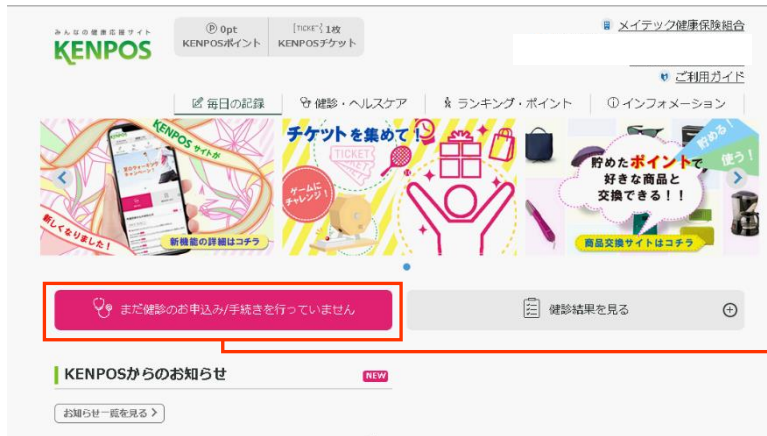 みんなの健康応援サイト
KENPOS
Ⓟ 0pt
KENPOSポイント
[TICKET] 1枚
KENPOSチケット
メイテック健康保険組合
ご利用ガイド
毎日の記録
健診・ヘルスケア
ランキング・ポイント
インフォメーション
KENPOS サイトが
新しくなりました!
新機能の詳細はコチラ
チケットを集めて!
TICKET
ゲームに
チャレンジ!
貯める!
使う!
貯めたポイントで
好きな商品と
交換できる!!
商品交換サイトはコチラ
まだ健診のお申込み/手続きを行っていません
健診結果を見る
KENPOSからのお知らせ
NEW
お知らせ一覧を見る >